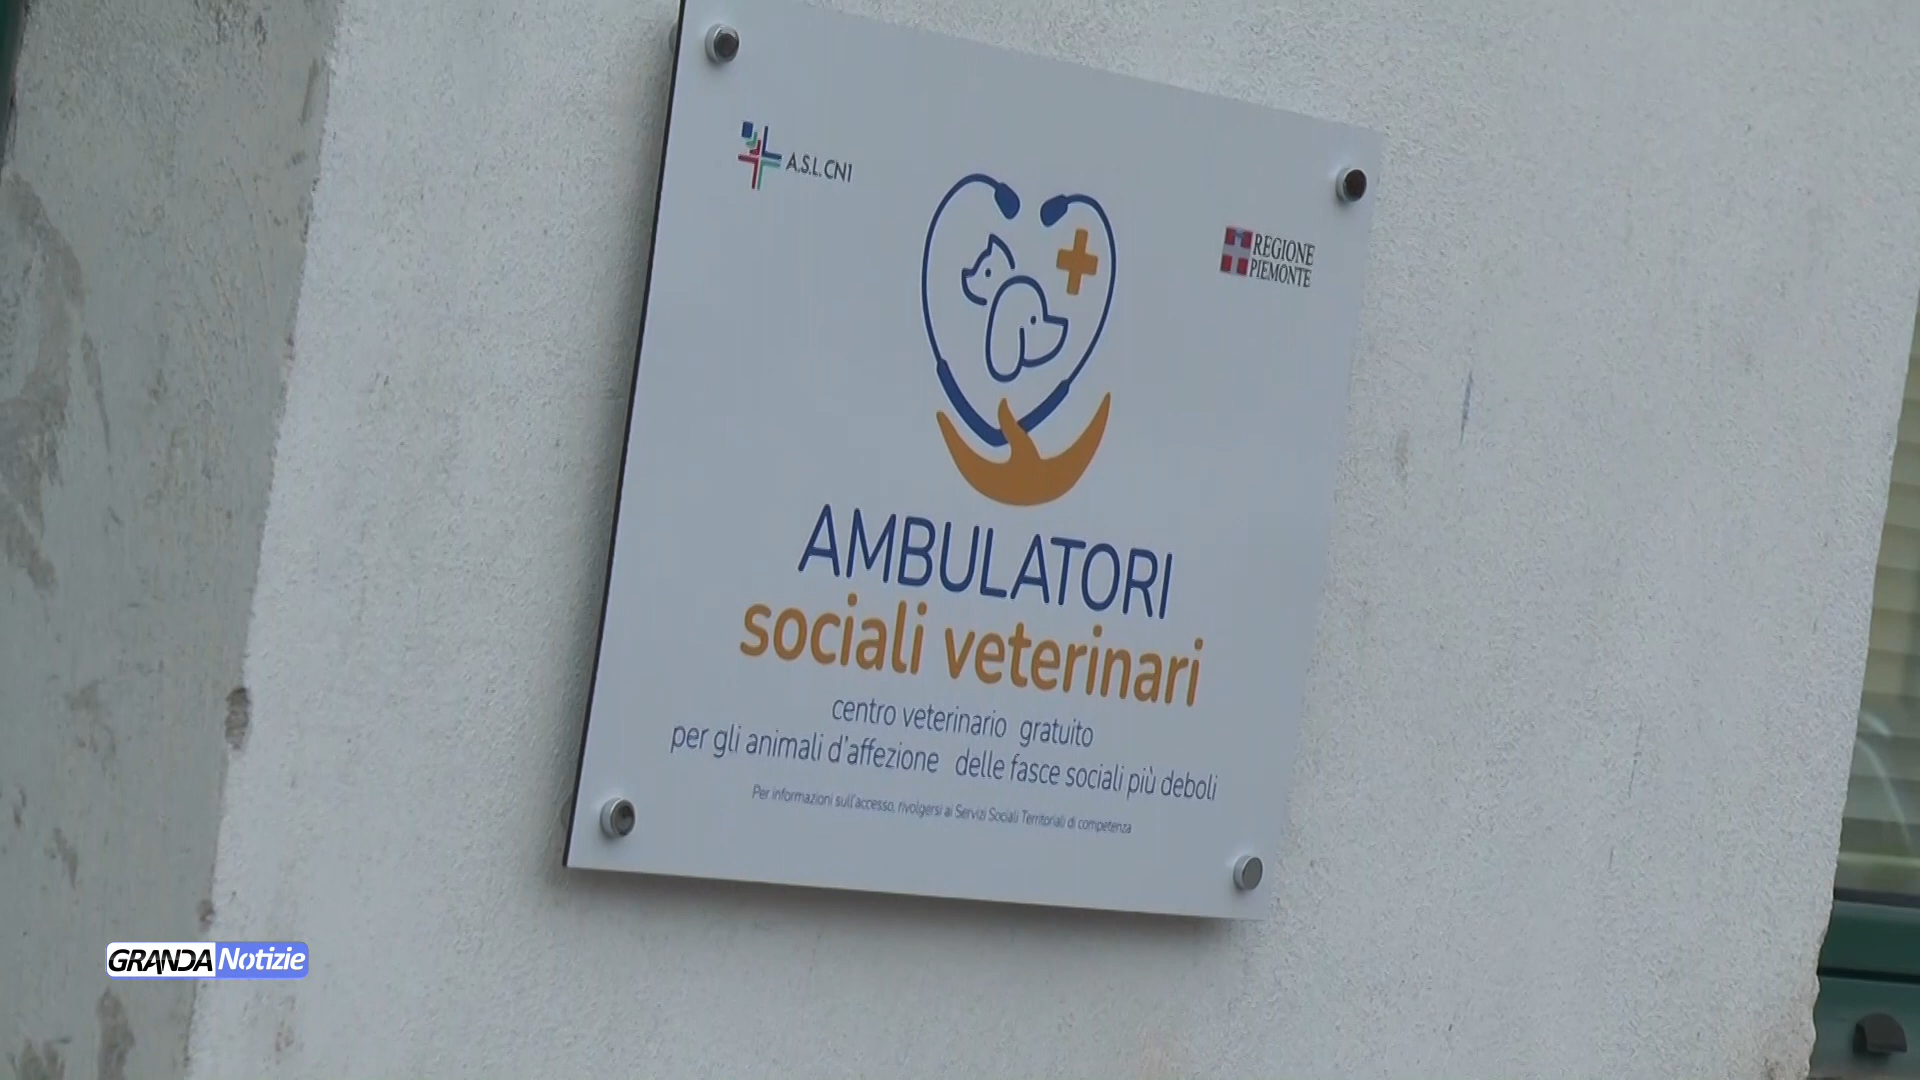 A.S.L. CN1
REGIONE
PIEMONTE
AMBULATORI
sociali veterinari
centro veterinario gratuito
per gli animali d'affezione delle fasce sociali più deboli
Per informazioni sull'accesso, rivolgersi ai Servizi Sociali Territoriali di competenza
GRANDA Notizie